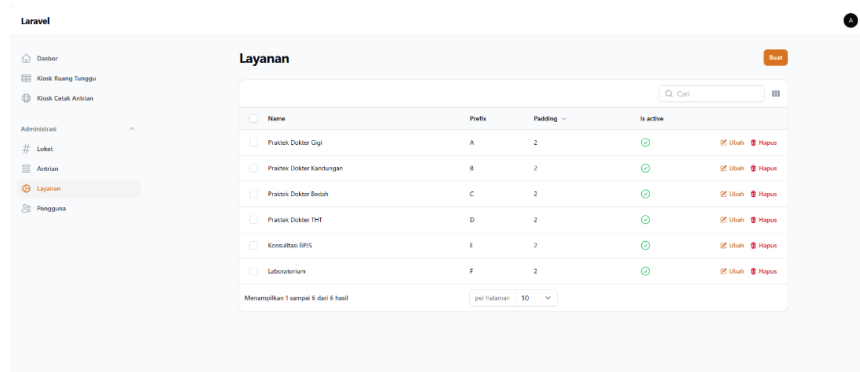 Laravel
A
Dasbor
Kiosk Ruang Tunggu
Kiosk Cetak Antrian
Administrasi
Loket
Antrian
Layanan
Pengguna
Layanan
Buat
Cari
Name Prefix Padding Is active
Praktek Dokter Gigi A 2 Ubah Hapus
Praktek Dokter Kandungan B 2 Ubah Hapus
Praktek Dokter Bedah C 2 Ubah Hapus
Praktek Dokter THT D 2 Ubah Hapus
Konsultasi BPJS E 2 Ubah Hapus
Laboratorium F 2 Ubah Hapus
Menampilkan 1 sampai 6 dari 6 hasil per halaman 10